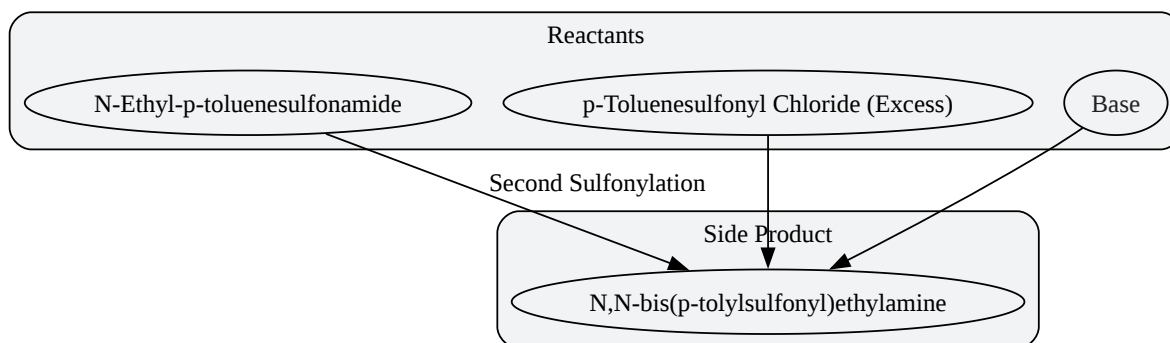 Reactants
N-Ethyl-p-toluenesulfonamide
p-Toluenesulfonyl Chloride (Excess)
Base
Second Sulfonylation
Side Product
N,N-bis(p-tolylsulfonyl)ethylamine